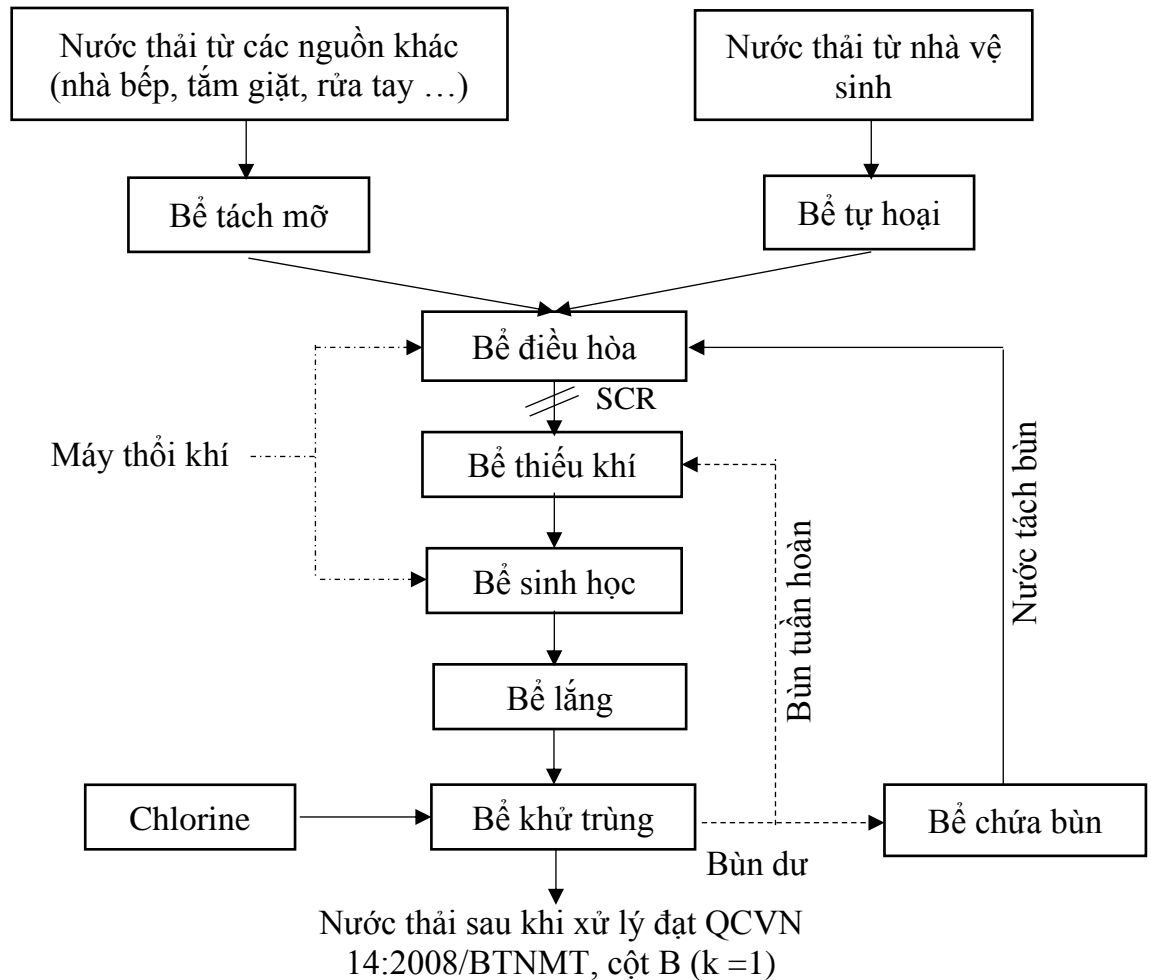 Nước thải từ các nguồn khác
(nhà bếp, tắm giặt, rửa tay …)
Nước thải từ nhà vệ
sinh
Bể tách mỡ
Bể tự hoại
Bể điều hòa
SCR
Máy thổi khí
Bể thiếu khí
Bể sinh học
Bùn tuần hoàn
Nước tách bùn
Bể lắng
Chlorine
Bể khử trùng
Bùn dư
Bể chứa bùn
Nước thải sau khi xử lý đạt QCVN
14:2008/BTNMT, cột B (k =1)